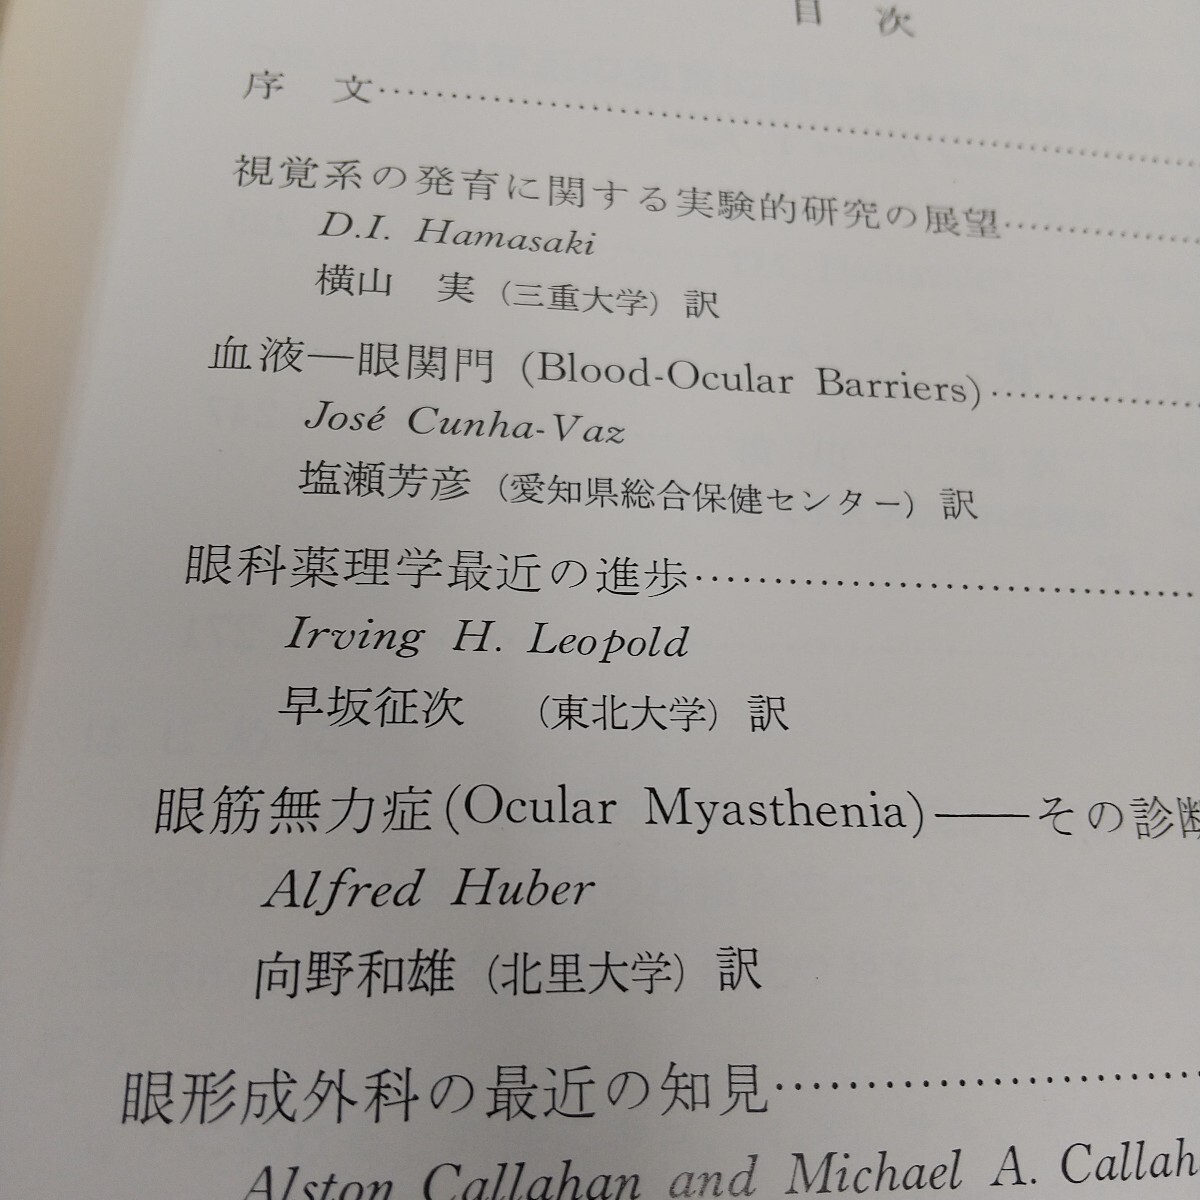 目 次
序 文
視覚系の発育に関する実験的研究の展望
D.I. Hamasaki
横山 実 (三重大学) 訳
血液—眼関門 (Blood-Ocular Barriers)
José Cunha-Vaz
塩瀬芳彦 (愛知県総合保健センター) 訳
眼科薬理学最近の進歩
Irving H. Leopold
早坂征次 (東北大学) 訳
眼筋無力症(Ocular Myasthenia)——その診断
Alfred Huber
向野和雄 (北里大学) 訳
眼形成外科の最近の知見
Alston Callahan and Michael A. Callah